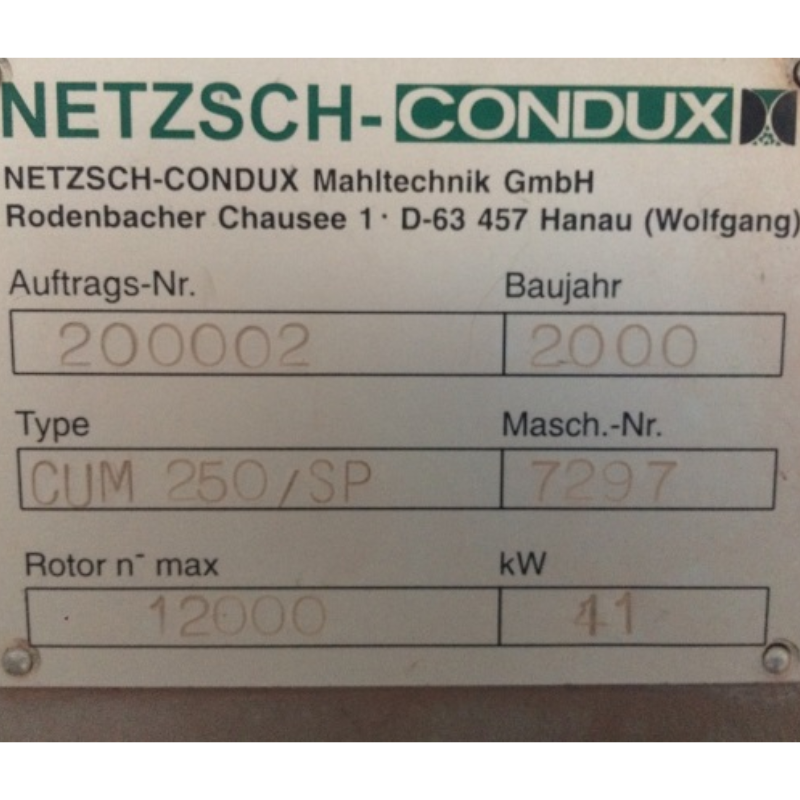 NETZSCH-CONDUX
NETZSCH-CONDUX Mahltechnik GmbH
Rodenbacher Chausee 1 · D-63 457 Hanau (Wolfgang)
Auftrags-Nr. Baujahr
200002 2000
Type Masch.-Nr.
CUM 250/SP 7297
Rotor n- max kW
12000 41